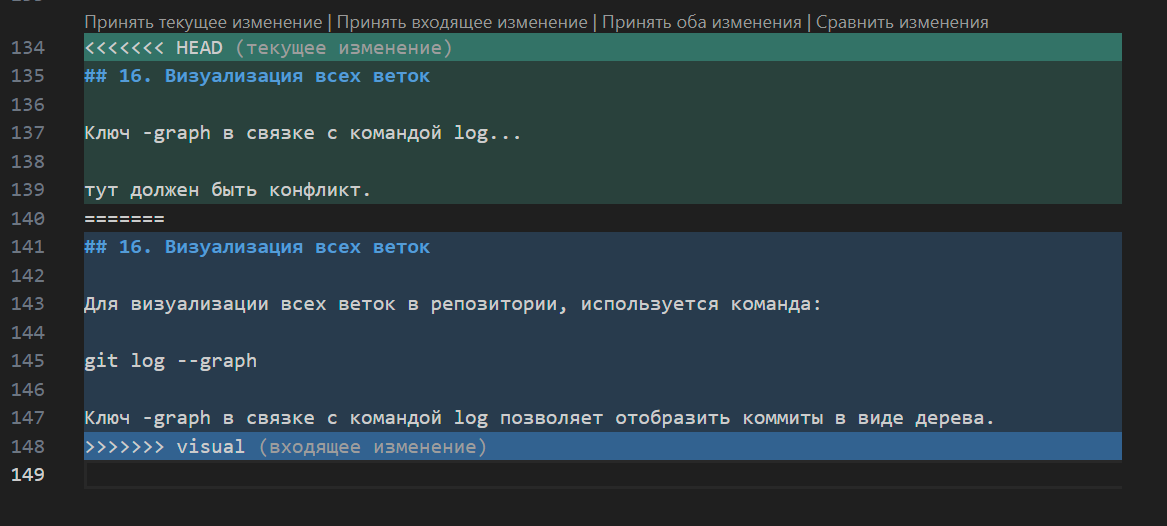 Принять текущее изменение | Принять входящее изменение | Принять оба изменения | Сравнить изменения
134 <<<<<<< HEAD (текущее изменение)
135 ## 16. Визуализация всех веток
136
137 Ключ -graph в связке с командой log...
138
139 тут должен быть конфликт.
140 =======
141 ## 16. Визуализация всех веток
142
143 Для визуализации всех веток в репозитории, используется команда:
144
145 git log --graph
146
147 Ключ -graph в связке с командой log позволяет отобразить коммиты в виде дерева.
148 >>>>>>> visual (входящее изменение)
149